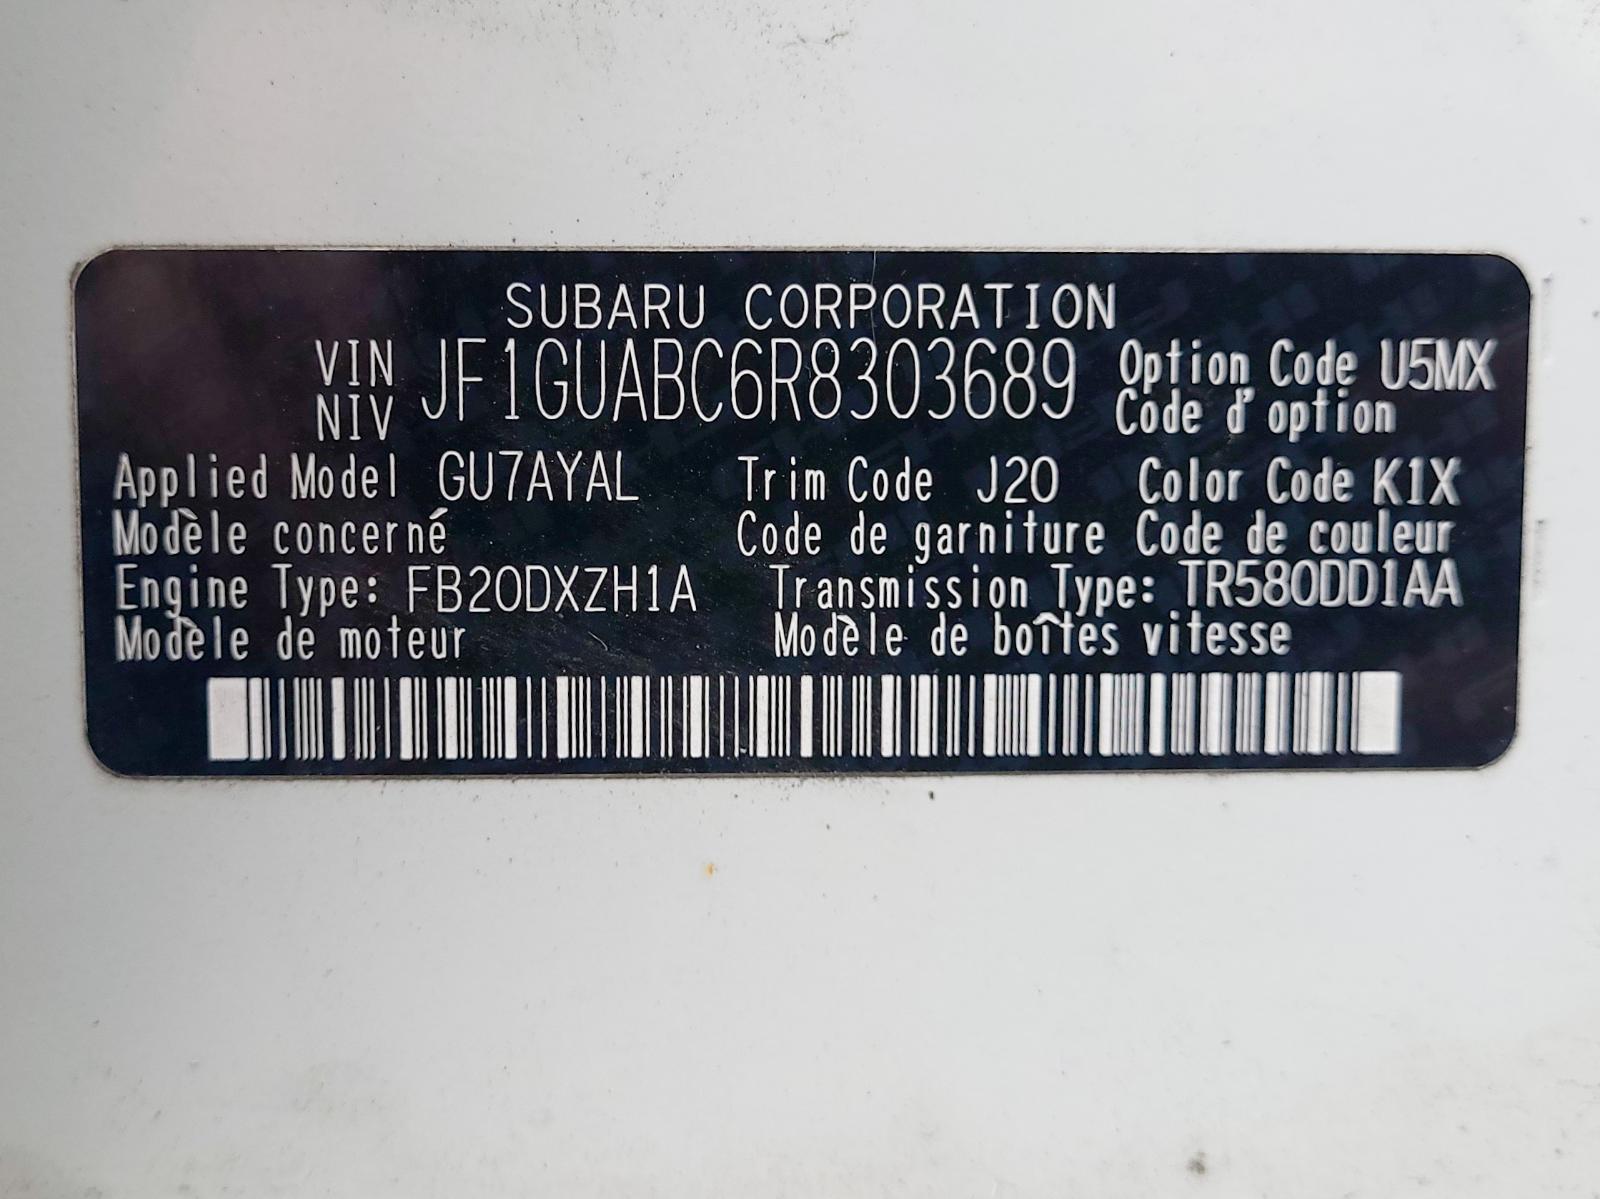 SUBARU CORPORATION
VIN JF1GUABC6R8303689 Option Code U5MX
NIV Code d'option
Applied Model GU7AYAL Trim Code J20 Color Code K1X
Modèle concerné Code de garniture Code de couleur
Engine Type: FB20DXZH1A Transmission Type: TR580DD1AA
Modèle de moteur Modèle de boîtes vitesse